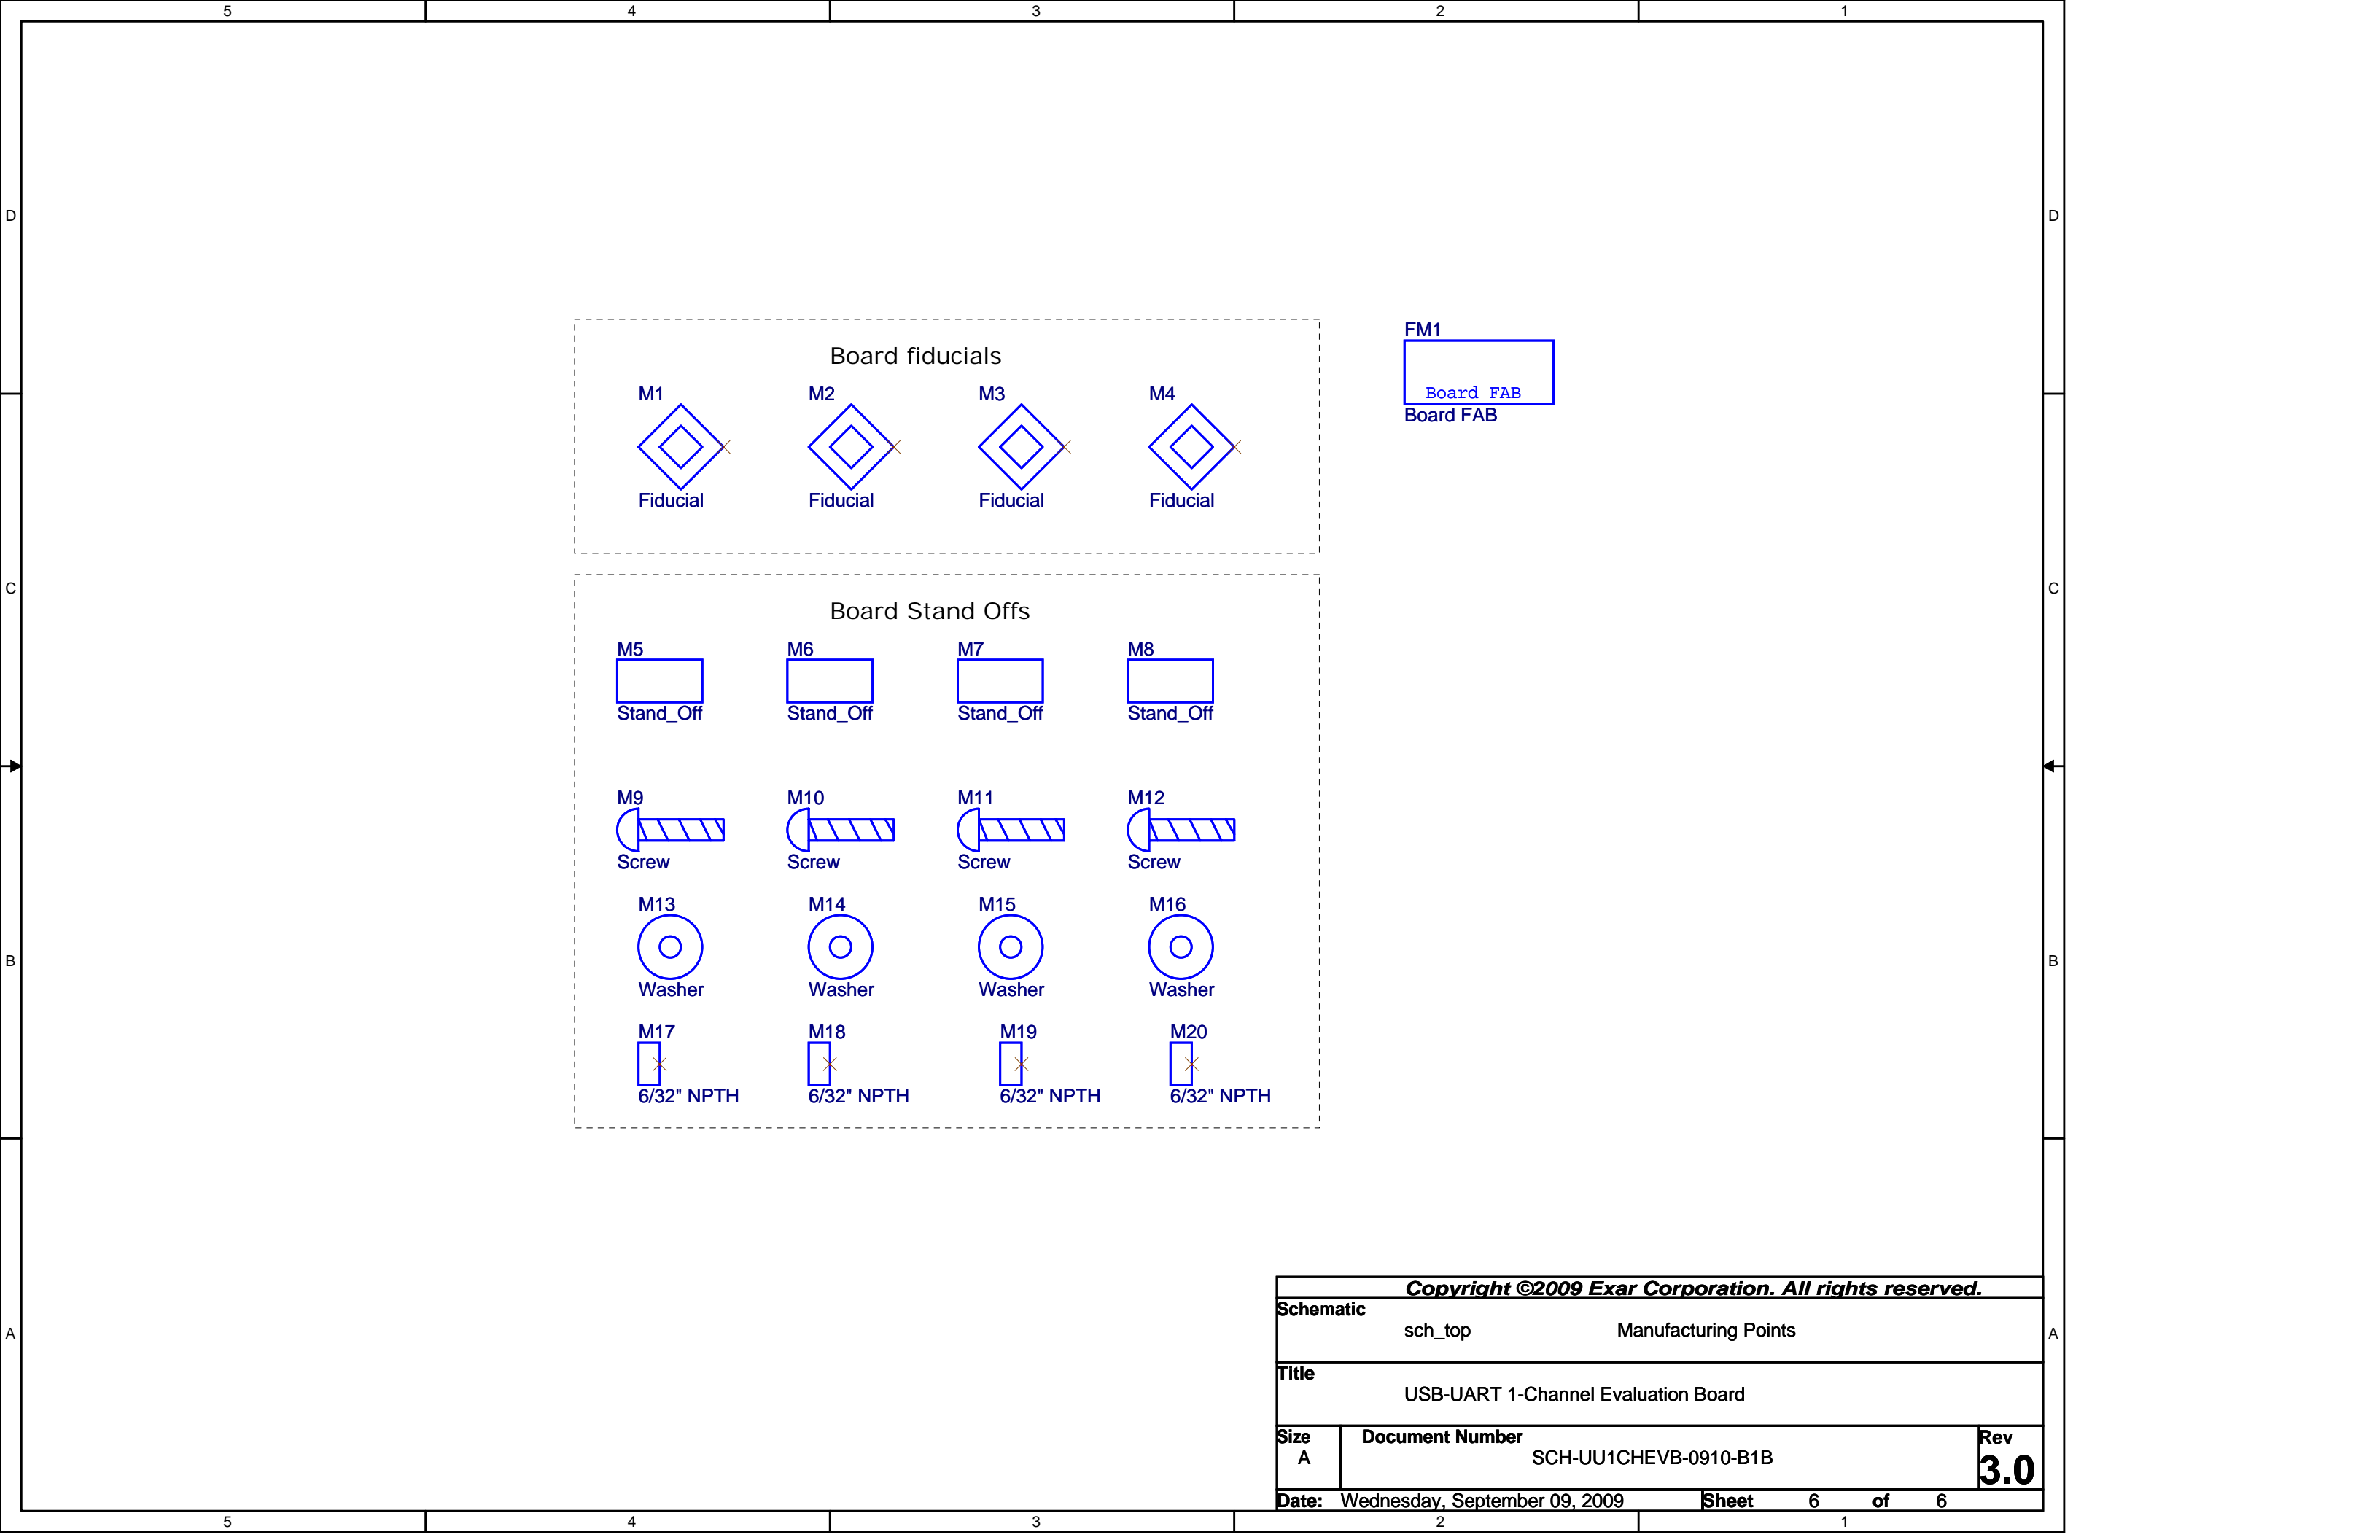 5 4 3 2 1
D D
Board fiducials
FM1
Board FAB
Board FAB
M1 M2 M3 M4
Fiducial Fiducial Fiducial Fiducial
C C
Board Stand Offs
M5 M6 M7 M8
Stand_Off Stand_Off Stand_Off Stand_Off
M9 M10 M11 M12
Screw Screw Screw Screw
M13 M14 M15 M16
B B
Washer Washer Washer Washer
M17 M18 M19 M20
6/32" NPTH 6/32" NPTH 6/32" NPTH 6/32" NPTH
Copyright ©2009 Exar Corporation. All rights reserved.
Schematic
A sch_top Manufacturing Points A
Title
USB-UART 1-Channel Evaluation Board
Size Document Number Rev
A SCH-UU1CHEVB-0910-B1B 3.0
Date: Wednesday, September 09, 2009 Sheet 6 of 6
5 4 3 2 1